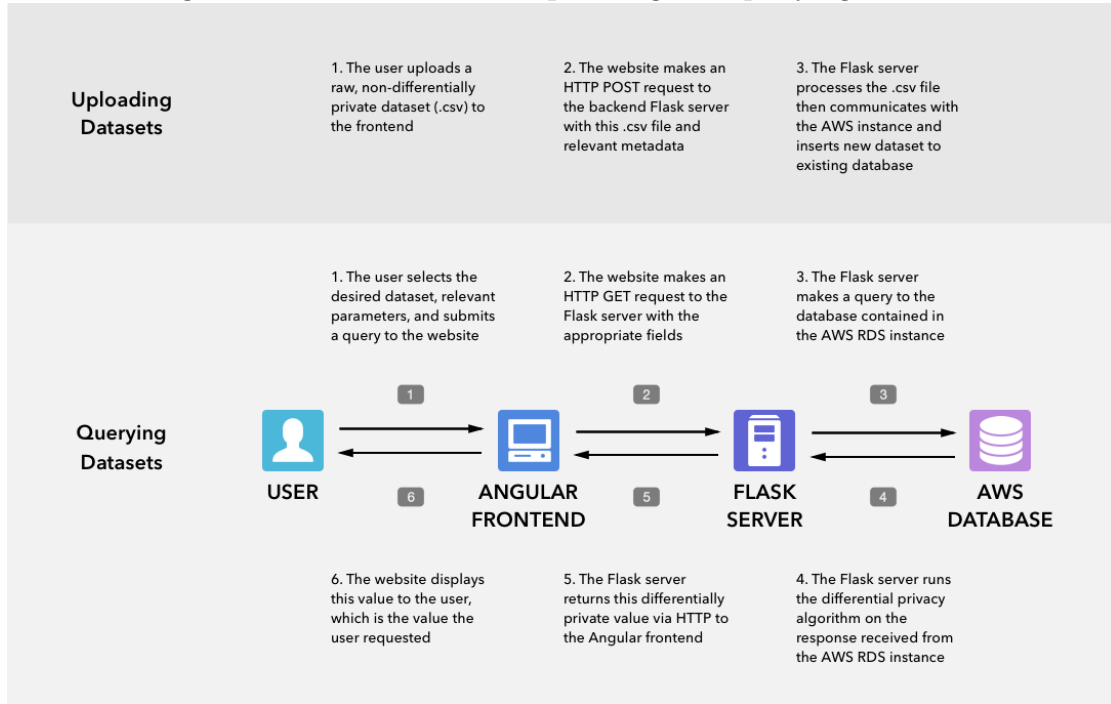 Uploading
Datasets
1. The user uploads a
raw, non-differentially
private dataset (.csv) to
the frontend
2. The website makes an
HTTP POST request to
the backend Flask server
with this .csv file and
relevant metadata
3. The Flask server
processes the .csv file
then communicates with
the AWS instance and
inserts new dataset to
existing database
Querying
Datasets
1. The user selects the
desired dataset, relevant
parameters, and submits
a query to the website
2. The website makes an
HTTP GET request to the
Flask server with the
appropriate fields
3. The Flask server
makes a query to the
database contained in
the AWS RDS instance
1
2
3
USER
ANGULAR
FRONTEND
FLASK
SERVER
AWS
DATABASE
6
5
4
6. The website displays
this value to the user,
which is the value the
user requested
5. The Flask server
returns this differentially
private value via HTTP to
the Angular frontend
4. The Flask server runs
the differential privacy
algorithm on the
response received from
the AWS RDS instance